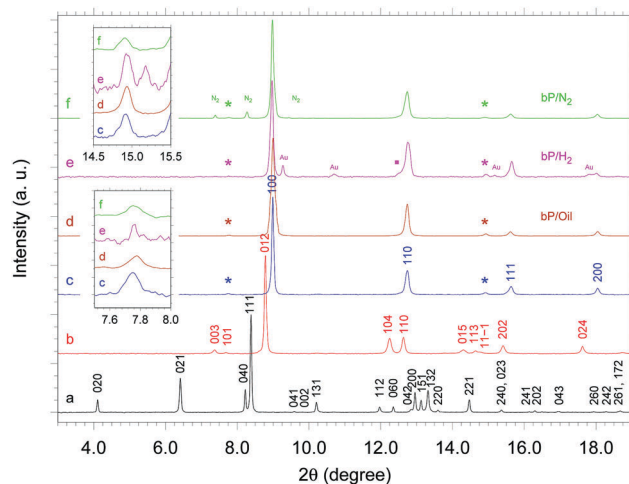 f
e
d
c
14.5 15.0 15.5
f
e
d
c
7.6 7.8 8.0
Intensity (a. u.)
f * N₂ N₂ N₂ * bP/N₂
e * Au Au ■ * Au Au bP/H₂
d * * bP/Oil
c * 100 110 * 111 200
b 003 101 012 104 110 015 113 11−1 202 024
a 020 021 040 111 041 002 131 112 060 042 200 151 132 220 221 240, 023 241 202 043 260 242 261, 172
4.0 6.0 8.0 10.0 12.0 14.0 16.0 18.0
2θ (degree)